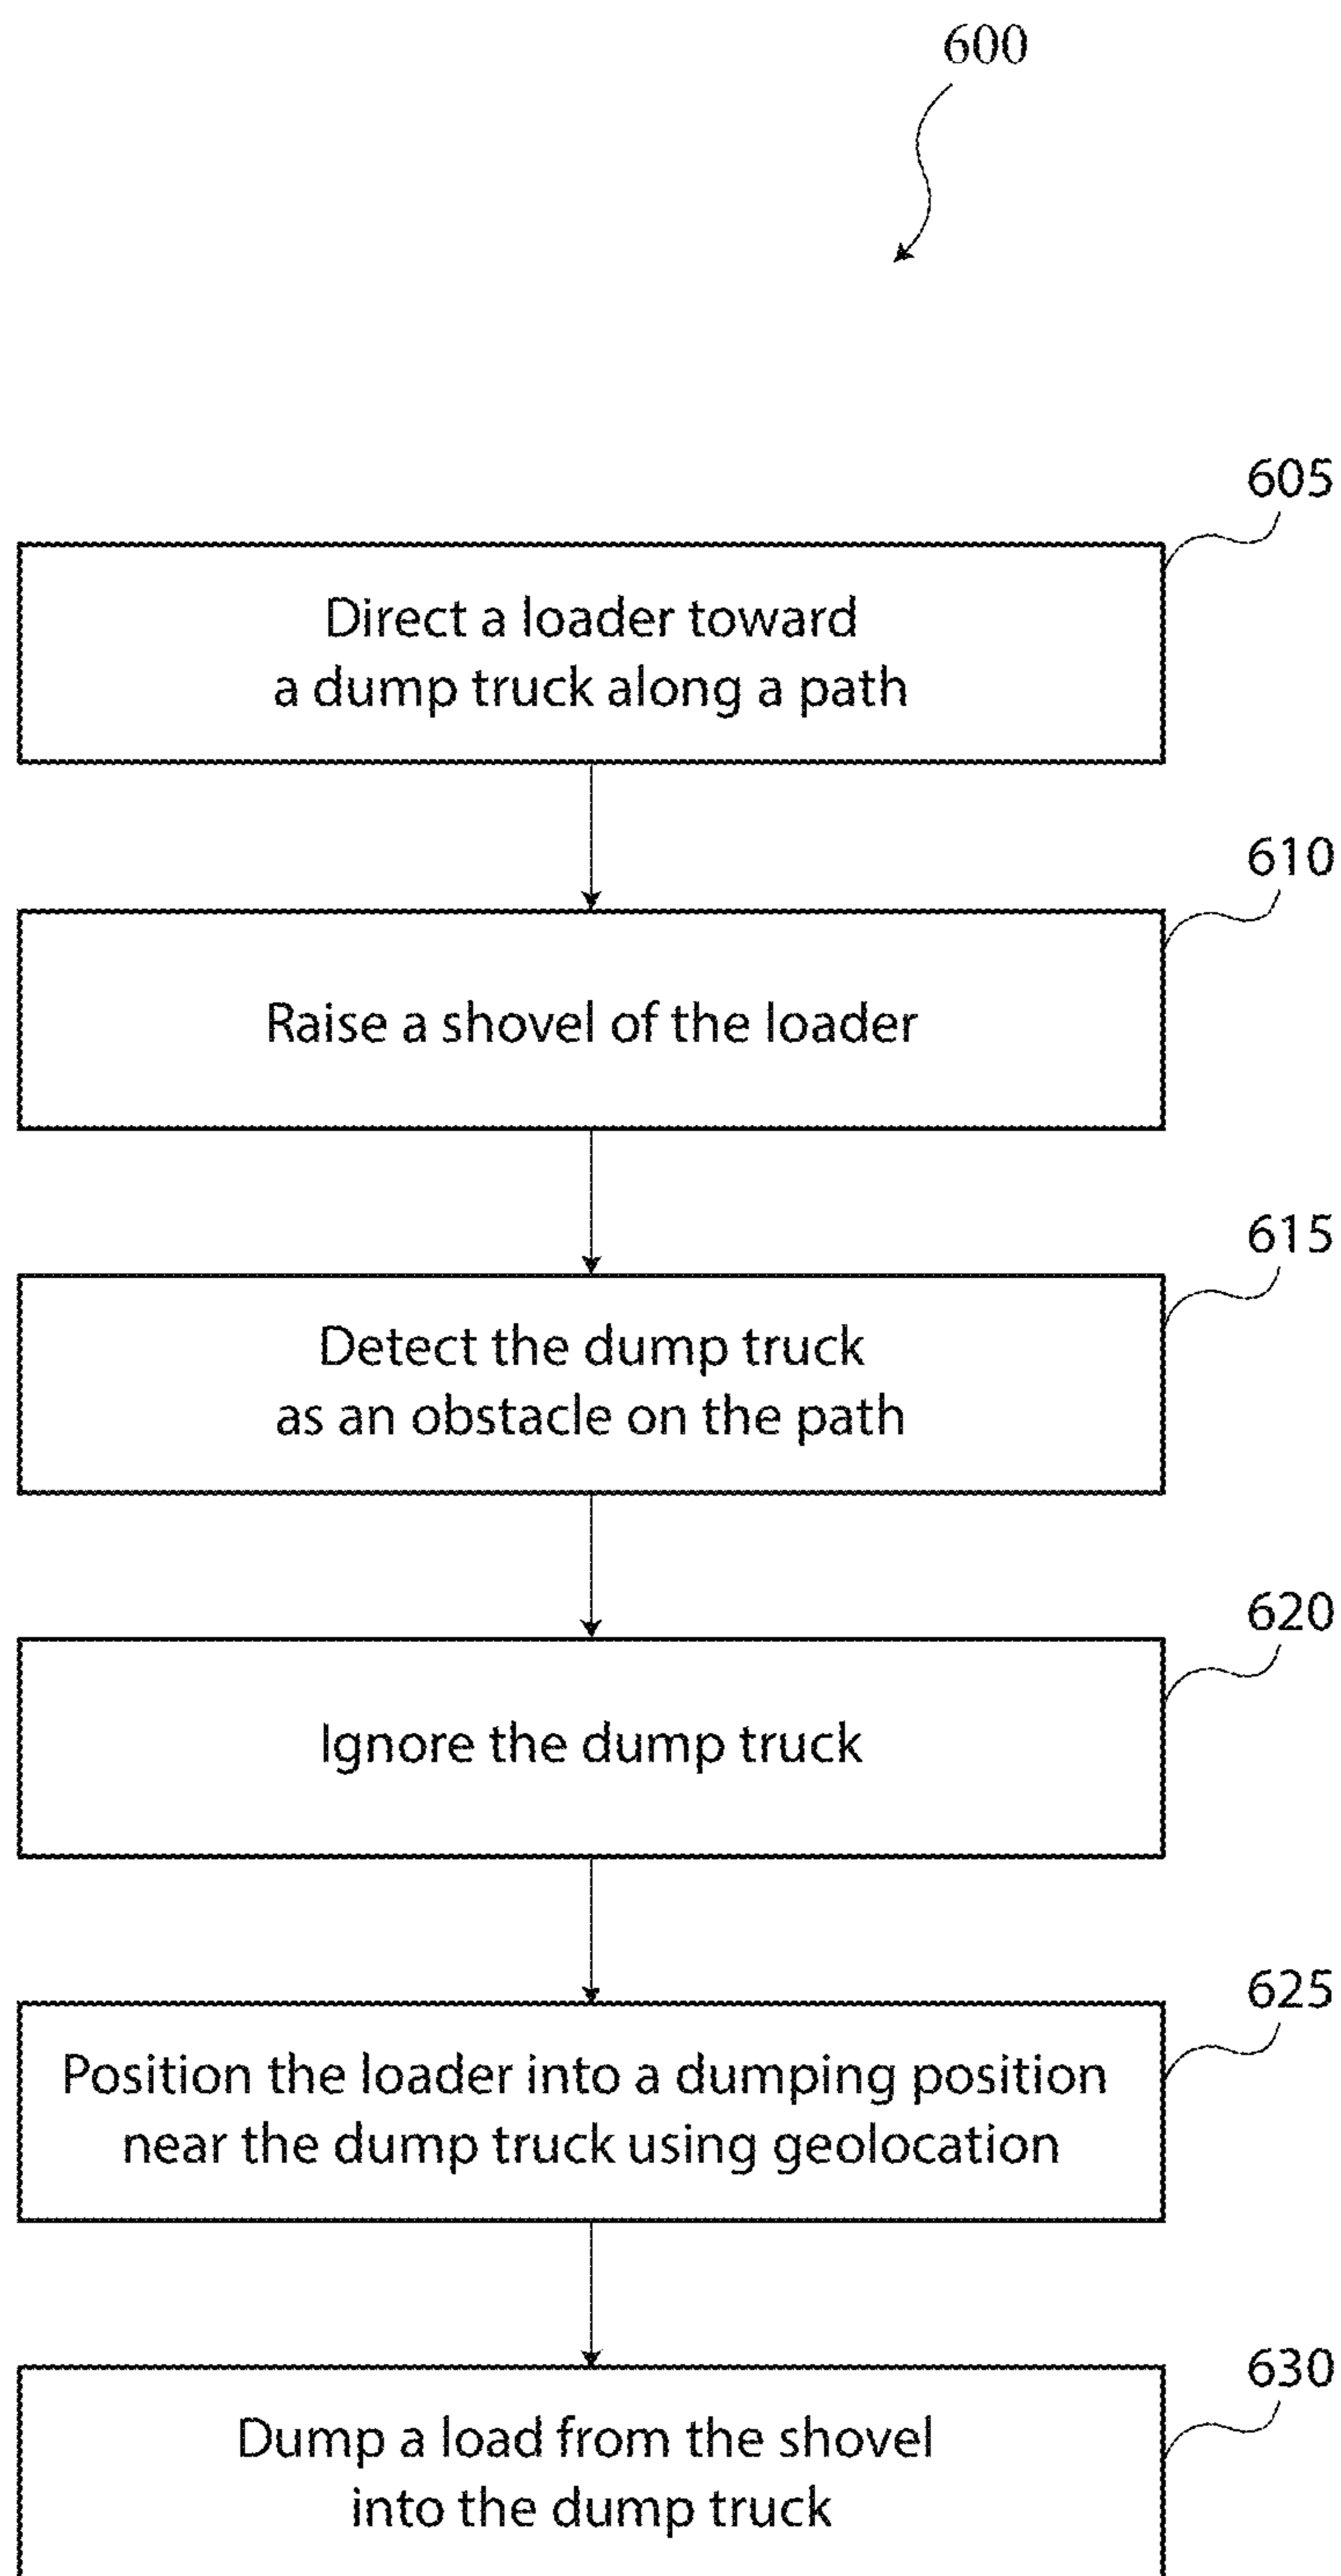 600
605
Direct a loader toward
a dump truck along a path
610
Raise a shovel of the loader
615
Detect the dump truck
as an obstacle on the path
620
Ignore the dump truck
625
Position the loader into a dumping position
near the dump truck using geolocation
630
Dump a load from the shovel
into the dump truck